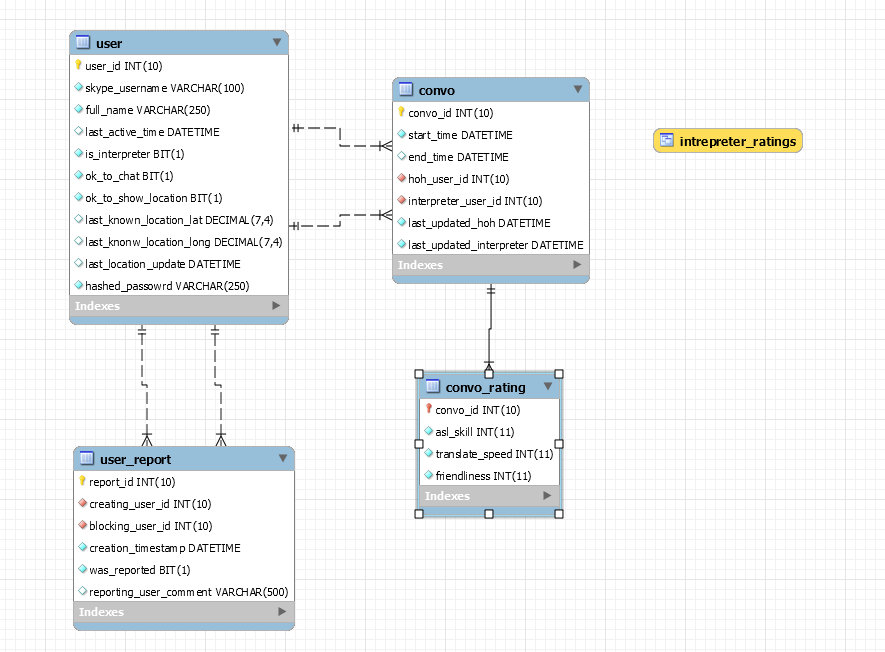 user
user_id INT(10)
skype_username VARCHAR(100)
full_name VARCHAR(250)
last_active_time DATETIME
is_interpreter BIT(1)
ok_to_chat BIT(1)
ok_to_show_location BIT(1)
last_known_location_lat DECIMAL(7,4)
last_knonw_location_long DECIMAL(7,4)
last_location_update DATETIME
hashed_passowrd VARCHAR(250)
Indexes
convo
convo_id INT(10)
start_time DATETIME
end_time DATETIME
hoh_user_id INT(10)
interpreter_user_id INT(10)
last_updated_hoh DATETIME
last_updated_interpreter DATETIME
Indexes
intrepreter_ratings
convo_rating
convo_id INT(10)
asl_skill INT(11)
translate_speed INT(11)
friendliness INT(11)
Indexes
user_report
report_id INT(10)
creating_user_id INT(10)
blocking_user_id INT(10)
creation_timestamp DATETIME
was_reported BIT(1)
reporting_user_comment VARCHAR(500)
Indexes